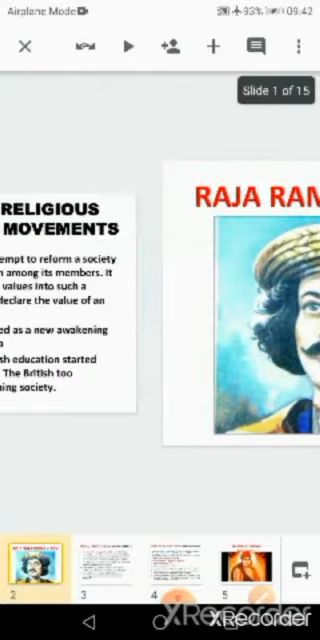 Airplane Mode
93%
09:42
Slide 1 of 15
RELIGIOUS
MOVEMENTS
empt to reform a society
among its members. It
values into such a
declare the value of an
ed as a new awakening
sh education started
The British too
ning society.
RAJA RAM
2
3
4
5
XRecorder
XRecorder